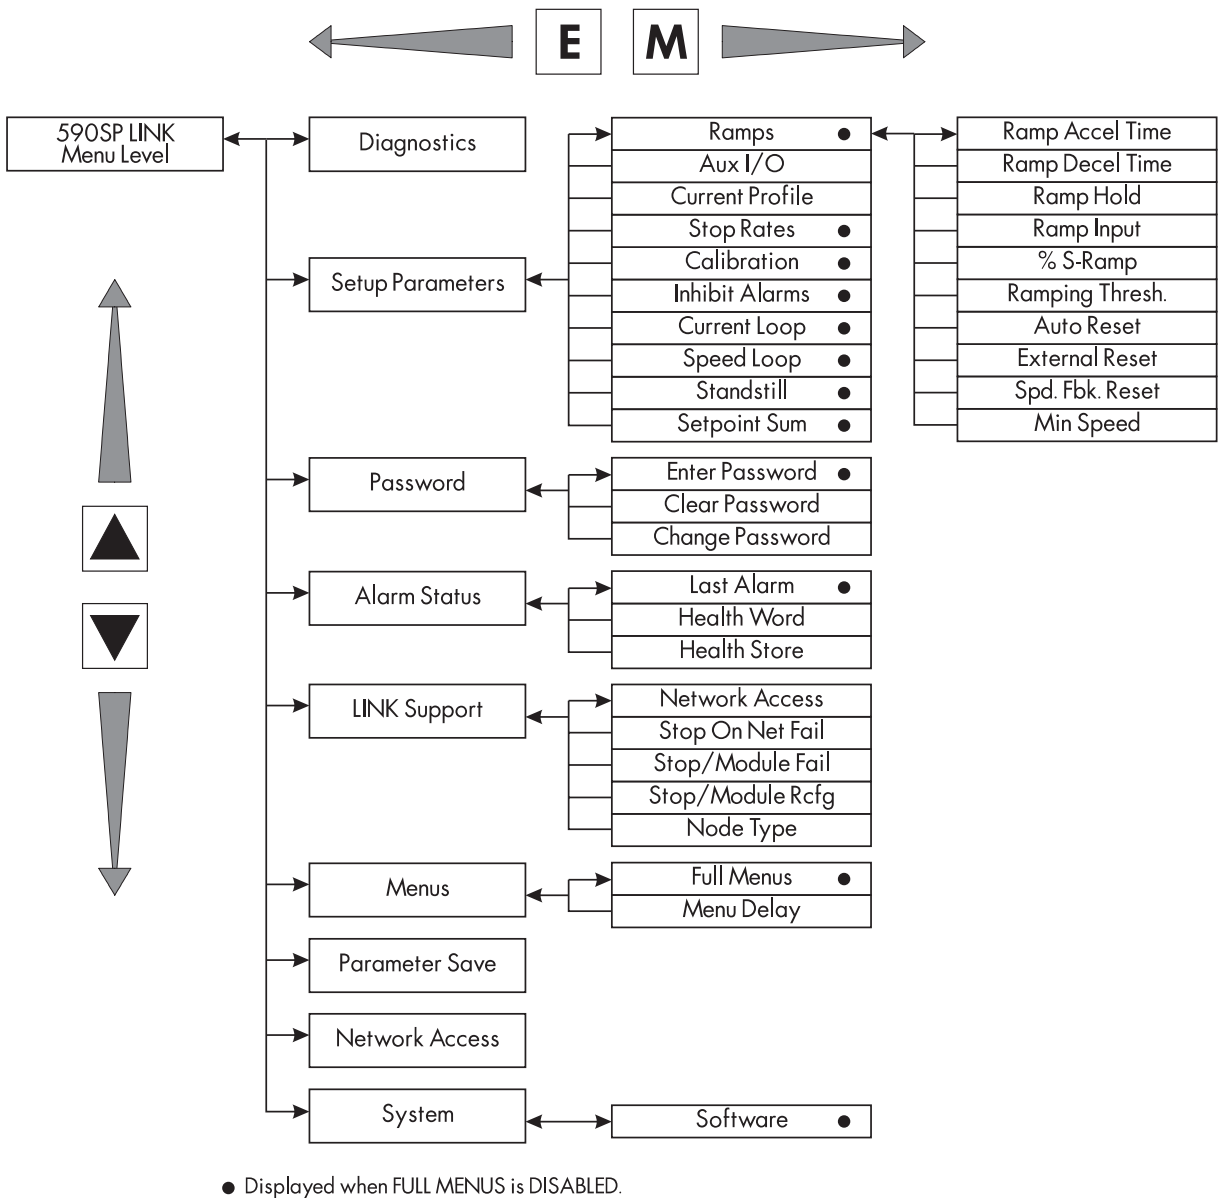 E M
590SP LINK
Menu Level
Diagnostics
Setup Parameters
Ramps ●
Aux I/O
Current Profile
Stop Rates ●
Calibration ●
Inhibit Alarms ●
Current Loop ●
Speed Loop ●
Standstill ●
Setpoint Sum ●
Ramp Accel Time
Ramp Decel Time
Ramp Hold
Ramp Input
% S-Ramp
Ramping Thresh.
Auto Reset
External Reset
Spd. Fbk. Reset
Min Speed
Password
Enter Password ●
Clear Password
Change Password
Alarm Status
Last Alarm ●
Health Word
Health Store
LINK Support
Network Access
Stop On Net Fail
Stop/Module Fail
Stop/Module Rcfg
Node Type
Menus
Full Menus ●
Menu Delay
Parameter Save
Network Access
System
Software ●
● Displayed when FULL MENUS is DISABLED.